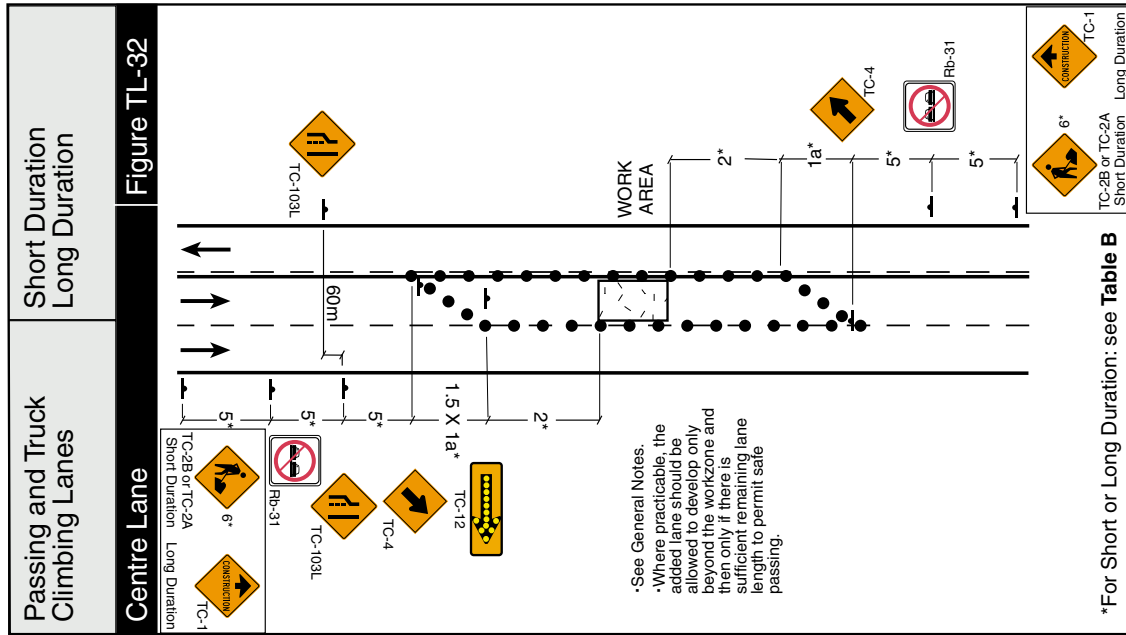 Passing and Truck
Climbing Lanes
Short Duration
Long Duration
Centre Lane
Figure TL-32
TC-103L
60m
WORK
AREA
2*
1a*
5*
5*
TC-4
Rb-31
CONSTRUCTION
TC-1
Long Duration
6*
TC-2B or TC-2A
Short Duration
5*
5*
5*
1.5 X 1a*
2*
TC-2B or TC-2A
Short Duration
6*
CONSTRUCTION
TC-1
Long Duration
Rb-31
TC-103L
TC-4
TC-12
•See General Notes.
•Where practicable, the
added lane should be
allowed to develop only
beyond the workzone and
then only if there is
sufficient remaining lane
length to permit safe
passing.
*For Short or Long Duration: see Table B